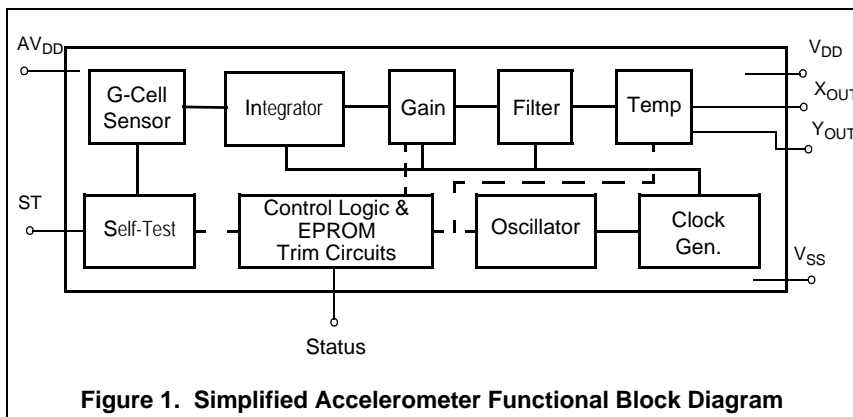 AVDD
VDD
G-Cell
Sensor
Integrator
Gain
Filter
Temp
XOUT
YOUT
ST
Self-Test
Control Logic &
EPROM
Trim Circuits
Oscillator
Clock
Gen.
VSS
Status
Figure 1. Simplified Accelerometer Functional Block Diagram